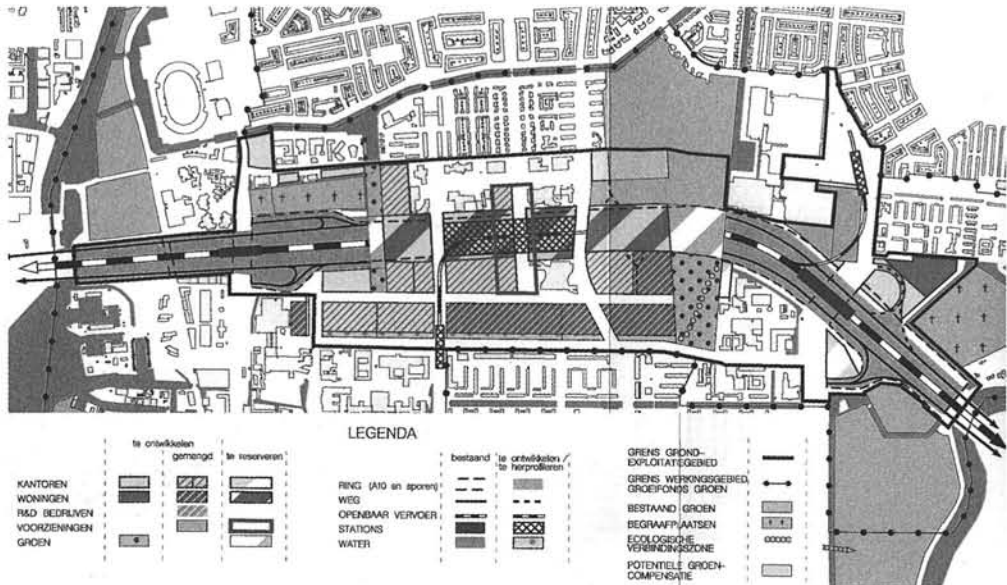 LEGENDA
te ontwikkelen
gemengd
te reserveren
KANTOREN
WONINGEN
R&D BEDRIJVEN
VOORZIENINGEN
GROEN
bestaand
te ontwikkelen /
te herprofileren
RING (A10 en sporen)
WEG
OPENBAAR VERVOER
STATIONS
WATER
GRENS GROND-
EXPLOITATIEGEBIED
GRENS WERKINGSGEBIED
GROEIFONDS GROEN
BESTAAND GROEN
BEGRAAFPLAATSEN
ECOLOGISCHE
VERBINDINGSZONE
POTENTIELE GROEN-
COMPENSATIE